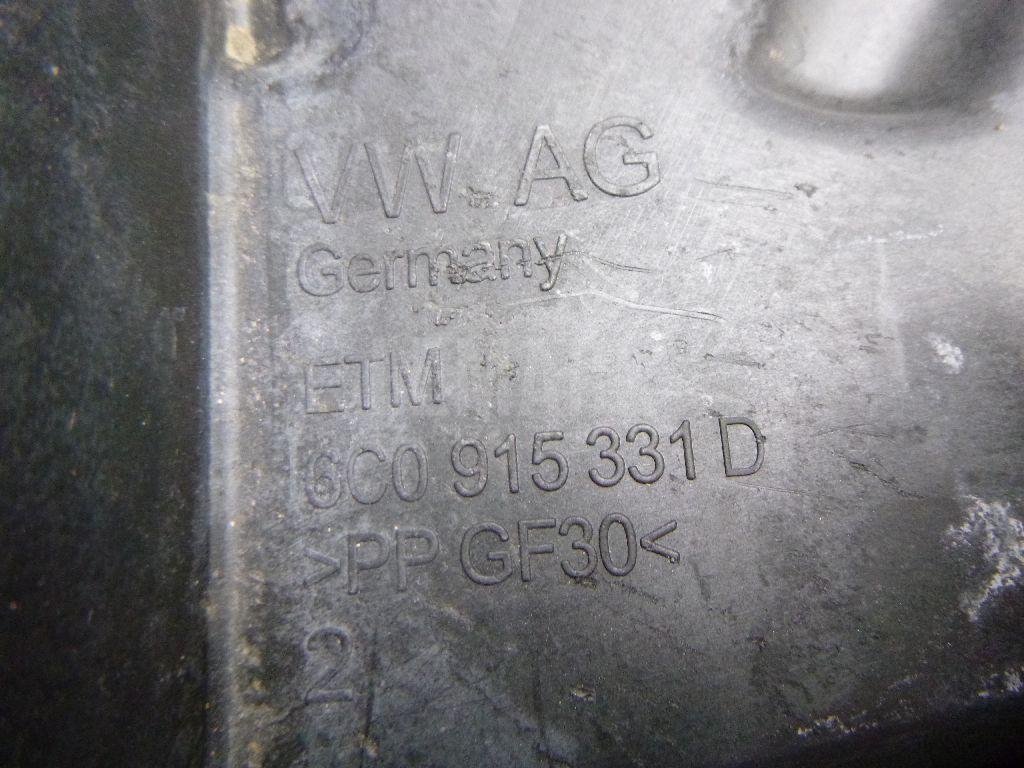 VW AG
Germany
ETM
6C0 915 331 D
>PP GF30<
2